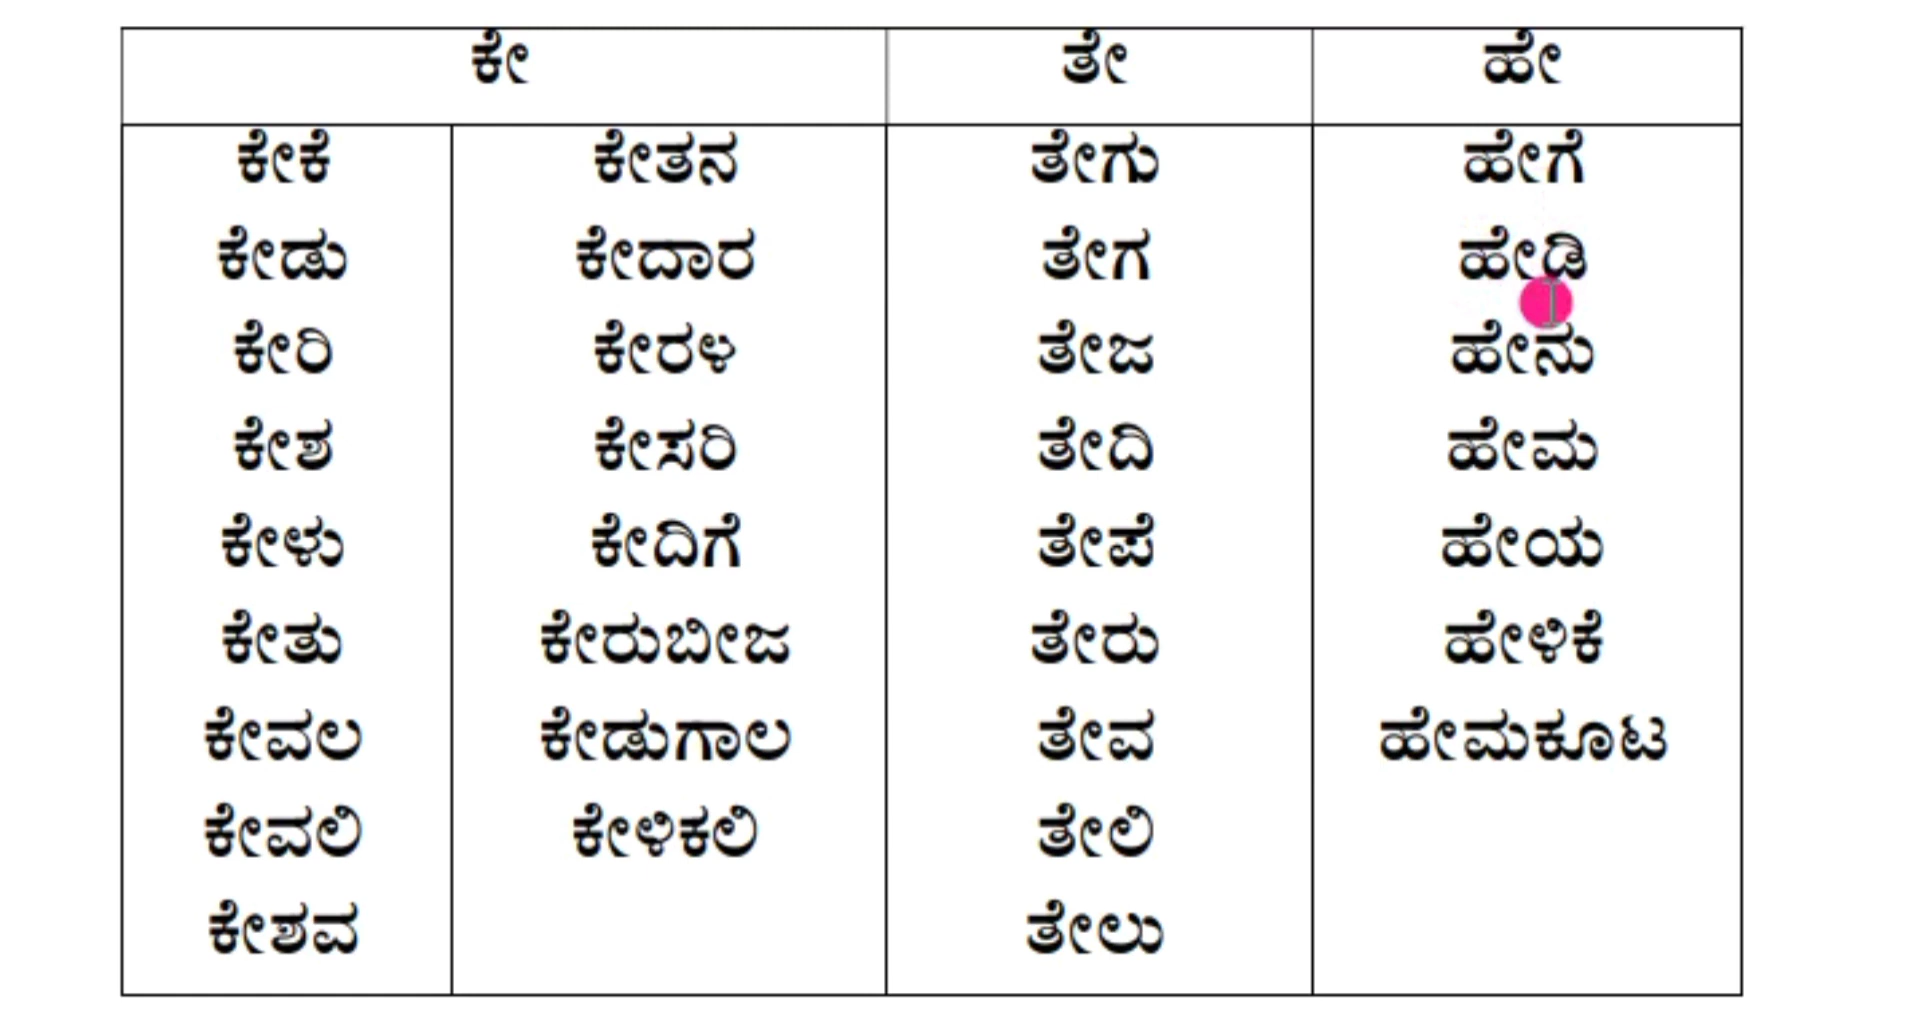 ಕೇ ತೇ ಹೇ
ಕೇಕೆ ಕೇತನ ತೇಗು ಹೇಗೆ
ಕೇಡು ಕೇದಾರ ತೇಗ ಹೇಡಿ
ಕೇರಿ ಕೇರಳ ತೇಜ ಹೇನು
ಕೇಶ ಕೇಸರಿ ತೇದಿ ಹೇಮ
ಕೇಳು ಕೇದಿಗೆ ತೇಪೆ ಹೇಯ
ಕೇತು ಕೇರುಬೀಜ ತೇರು ಹೇಳಿಕೆ
ಕೇವಲ ಕೇಡುಗಾಲ ತೇವ ಹೇಮಕೂಟ
ಕೇವಲಿ ಕೇಳಿಕಲಿ ತೇಲಿ
ಕೇಶವ ತೇಲು